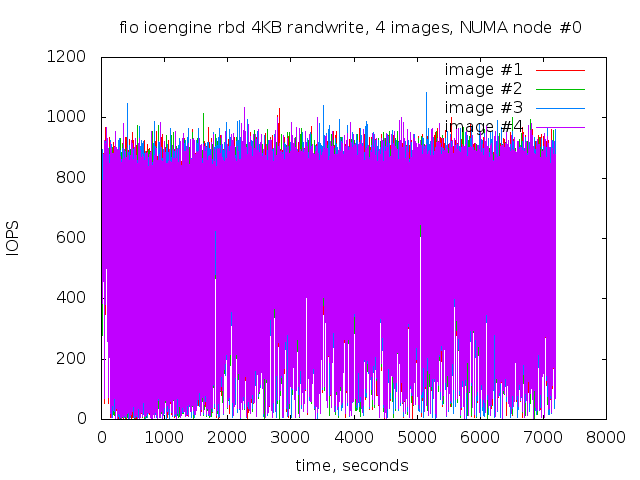 fio ioengine rbd 4KB randwrite, 4 images, NUMA node #0
1200
1000
800
600
400
200
0
IOPS
image #1
image #2
image #3
image #4
0 1000 2000 3000 4000 5000 6000 7000 8000
time, seconds